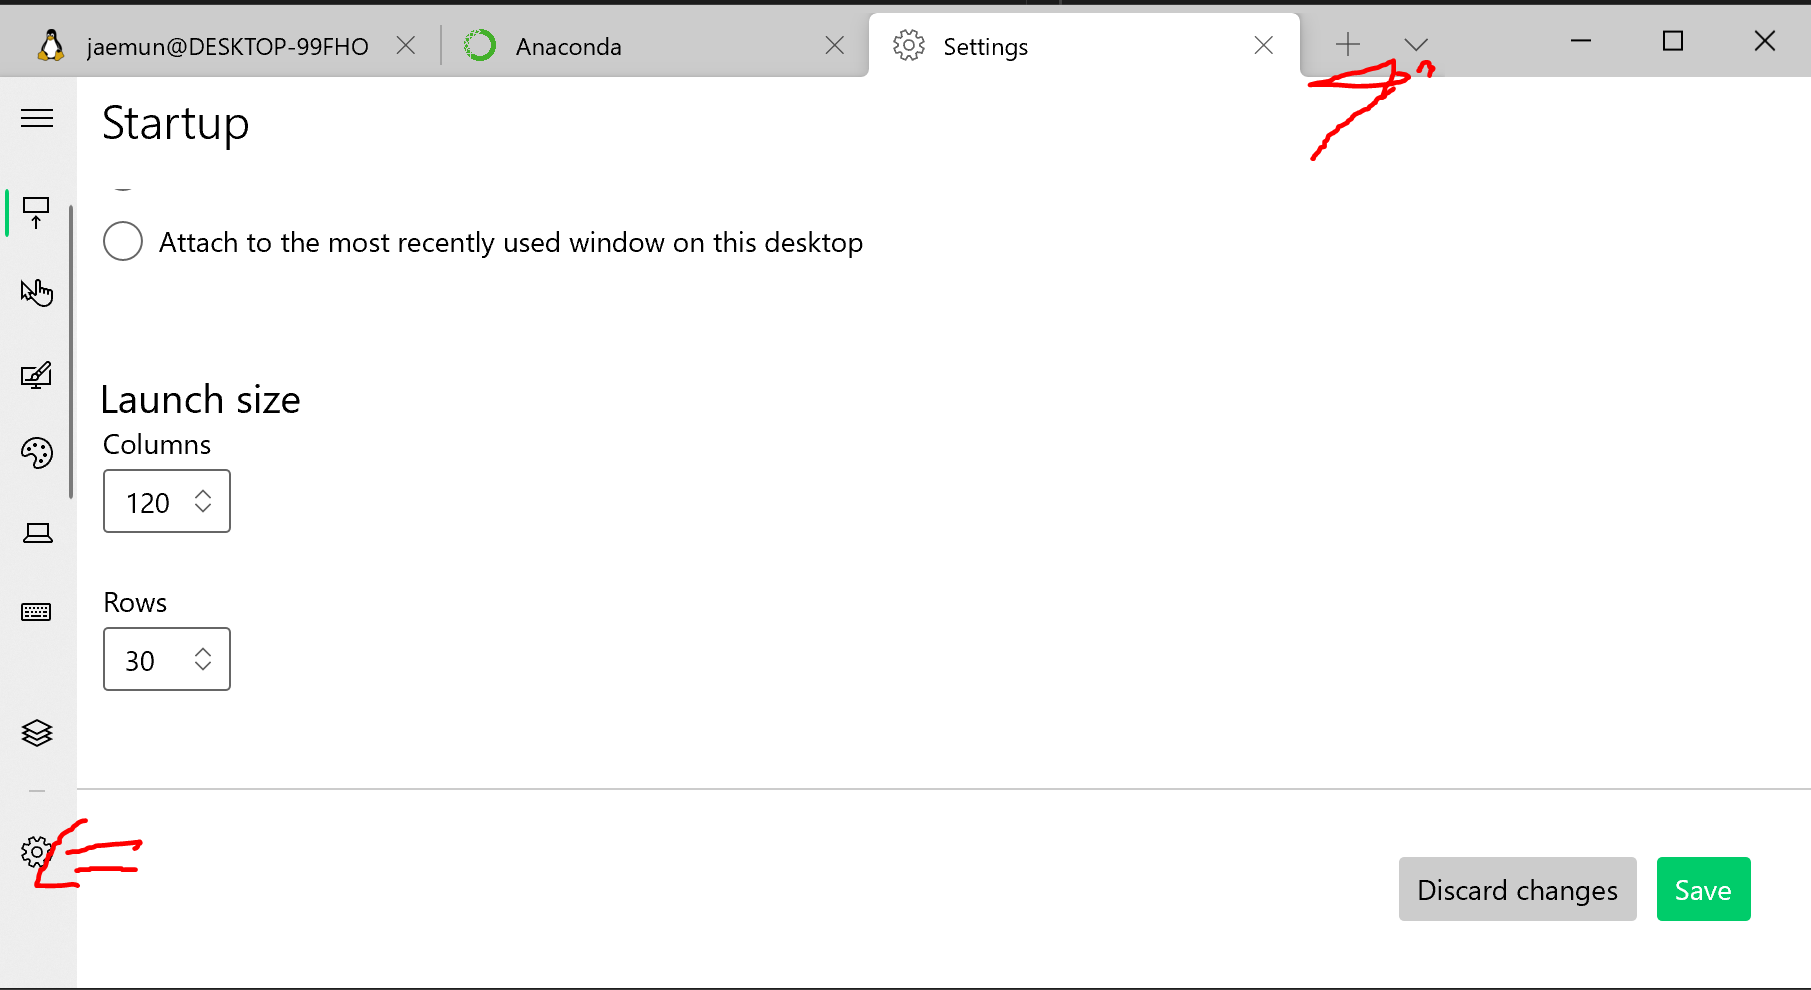 jaemun@DESKTOP-99FHO
Anaconda
Settings
Startup
Attach to the most recently used window on this desktop
Launch size
Columns
120
Rows
30
Discard changes
Save